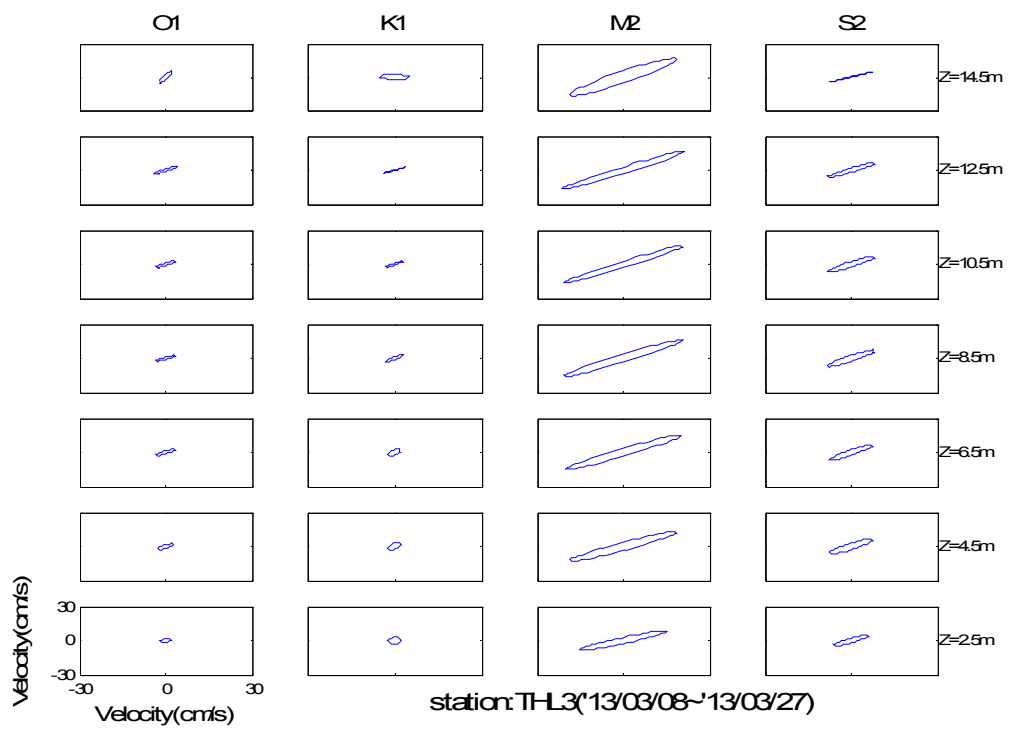 O1 K1 M2 S2
Z=14.5m
Z=12.5m
Z=10.5m
Z=8.5m
Z=6.5m
Z=4.5m
Z=2.5m
30
0
-30
-30 0 30
Velocity(cm/s)
Velocity(cm/s)
station:THL3('13/03/08~'13/03/27)